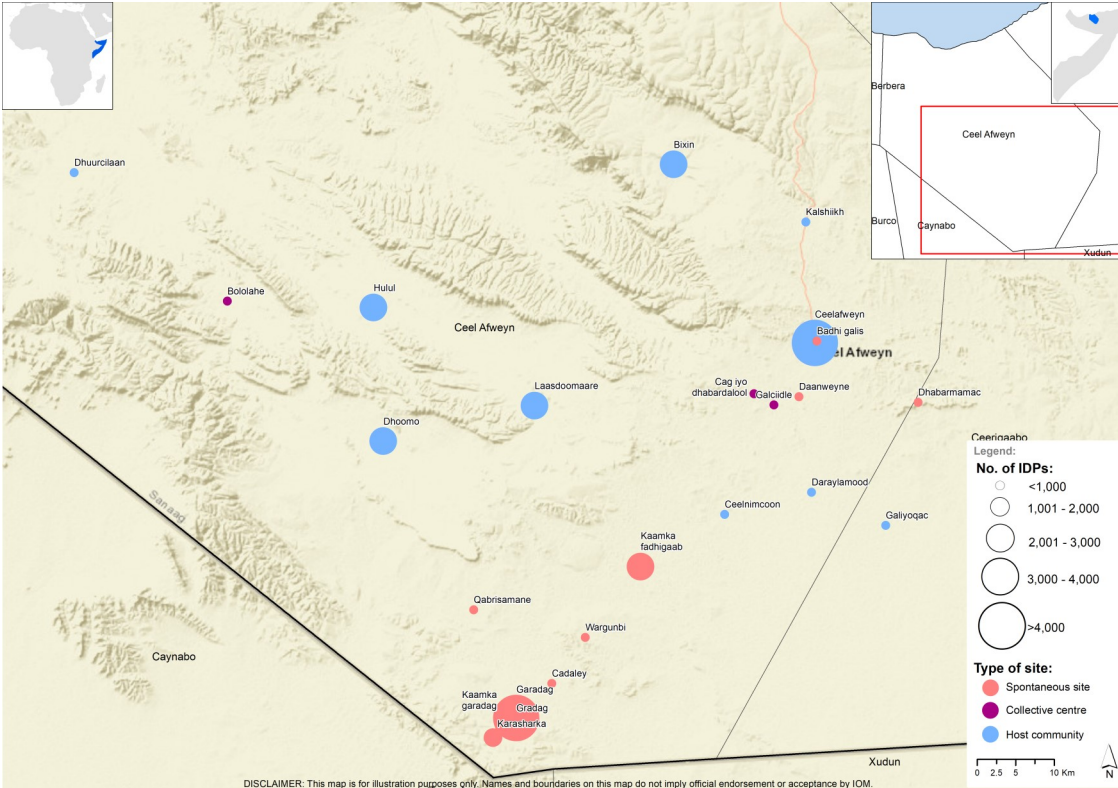 Berbera
Ceel Afweyn
Burco
Caynabo
Xudun
Bixin
Dhuurcilaan
Kalshiikh
Bololahe
Hulul
Ceel Afweyn
Ceelafweyn
Badhi galis
el Afweyn
Laasdoomaare
Cag iyo
dhabardalool
Galciidle
Daanweyne
Dhabarmamac
Dhoomo
Ceerigaabo
Sanaag
Daraylamood
Ceelnimcoon
Galiyoqac
Kaamka
fadhigaab
Qabrisamane
Wargunbi
Caynabo
Cadaley
Kaamka
garadag
Garadag
Gradag
Karasharka
Xudun
Legend:
No. of IDPs:
<1,000
1,001 - 2,000
2,001 - 3,000
3,000 - 4,000
>4,000
Type of site:
Spontaneous site
Collective centre
Host community
0 2.5 5 10 Km
N
DISCLAIMER: This map is for illustration purposes only. Names and boundaries on this map do not imply official endorsement or acceptance by IOM.